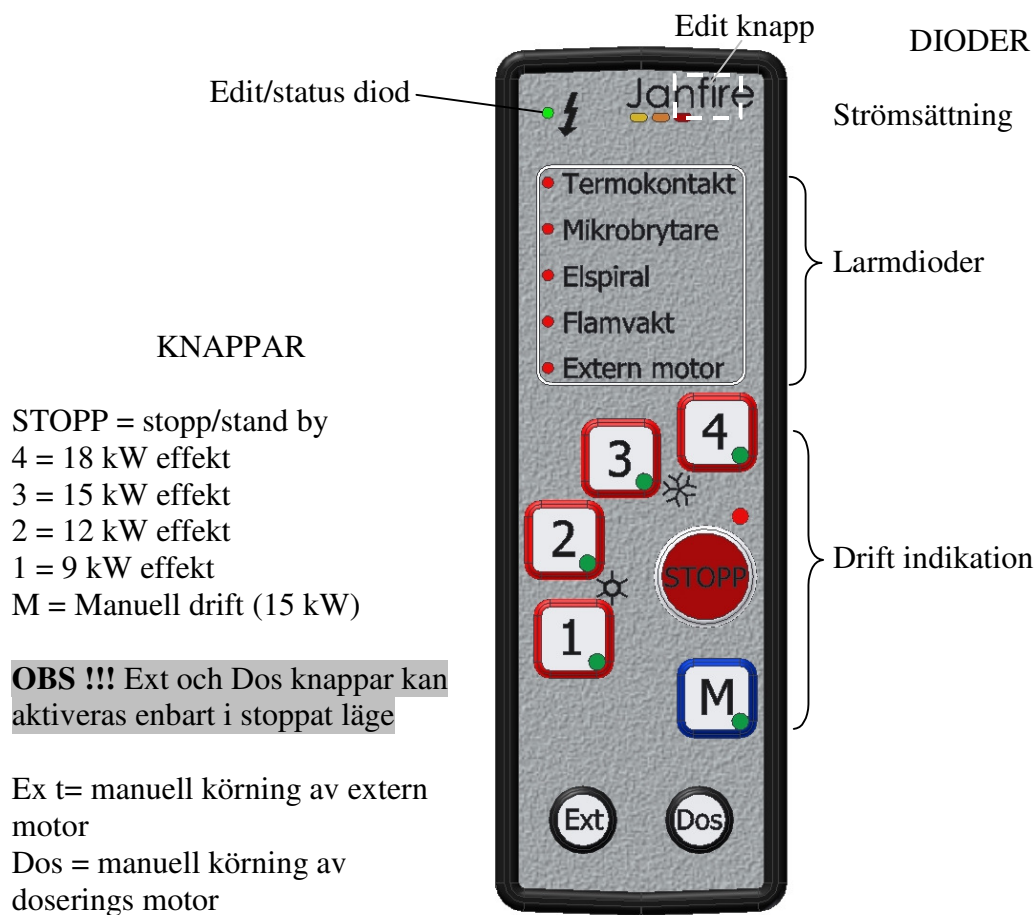 Edit knapp
DIODER
Edit/status diod
Janfire
Strömsättning
Termokontakt
Mikrobrytare
Elspiral
Flamvakt
Extern motor
Larmdioder
KNAPPAR
STOPP = stopp/stand by
4 = 18 kW effekt
3 = 15 kW effekt
2 = 12 kW effekt
1 = 9 kW effekt
M = Manuell drift (15 kW)
OBS !!! Ext och Dos knappar kan
aktiveras enbart i stoppat läge
Ex t= manuell körning av extern
motor
Dos = manuell körning av
doserings motor
4
3
2
STOPP
1
M
Drift indikation
Ext
Dos